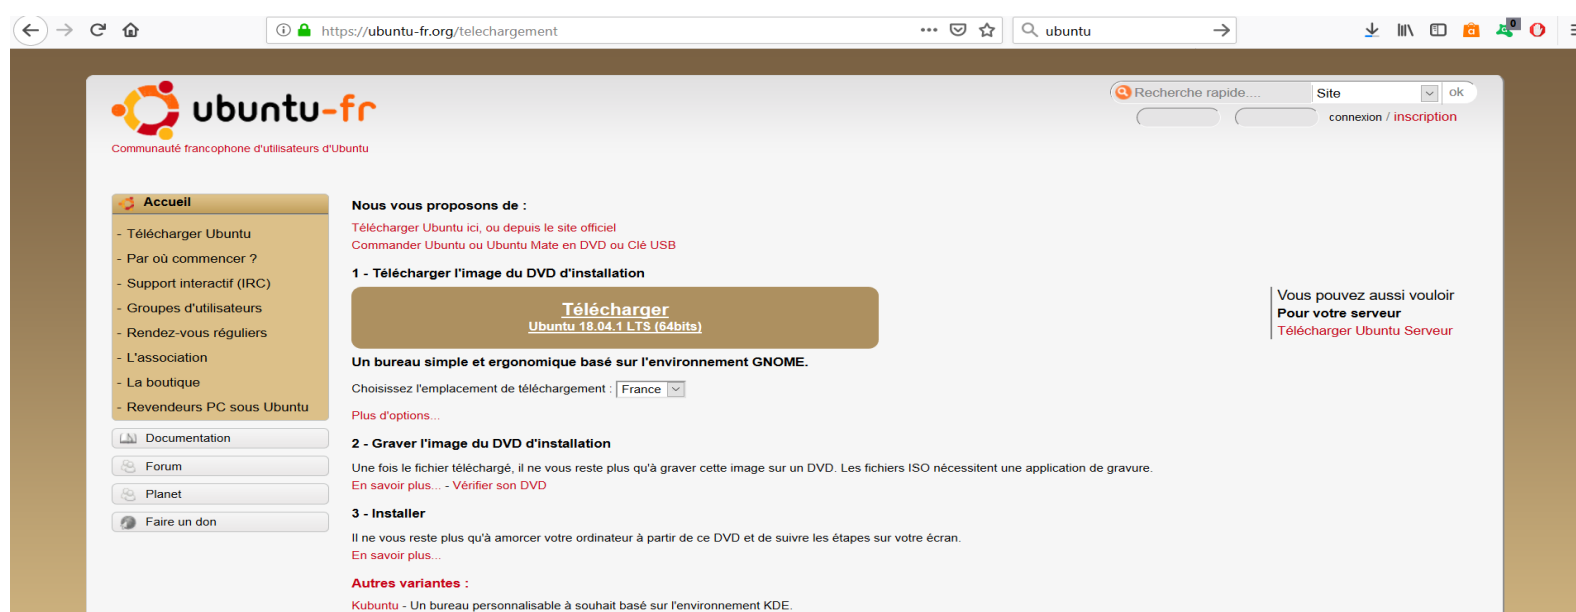 https://ubuntu-fr.org/telechargement
ubuntu
0
ubuntu-fr
Communauté francophone d'utilisateurs d'Ubuntu
Recherche rapide....
Site
ok
connexion / inscription
Accueil
- Télécharger Ubuntu
- Par où commencer ?
- Support interactif (IRC)
- Groupes d'utilisateurs
- Rendez-vous réguliers
- L'association
- La boutique
- Revendeurs PC sous Ubuntu
Documentation
Forum
Planet
Faire un don
Nous vous proposons de :
Télécharger Ubuntu ici, ou depuis le site officiel
Commander Ubuntu ou Ubuntu Mate en DVD ou Clé USB
1 - Télécharger l'image du DVD d'installation
Télécharger
Ubuntu 18.04.1 LTS (64bits)
Un bureau simple et ergonomique basé sur l'environnement GNOME.
Choisissez l'emplacement de téléchargement : France
Plus d'options...
2 - Graver l'image du DVD d'installation
Une fois le fichier téléchargé, il ne vous reste plus qu'à graver cette image sur un DVD. Les fichiers ISO nécessitent une application de gravure.
En savoir plus... - Vérifier son DVD
3 - Installer
Il ne vous reste plus qu'à amorcer votre ordinateur à partir de ce DVD et de suivre les étapes sur votre écran.
En savoir plus...
Autres variantes :
Kubuntu - Un bureau personnalisable à souhait basé sur l'environnement KDE.
Vous pouvez aussi vouloir
Pour votre serveur
Télécharger Ubuntu Serveur